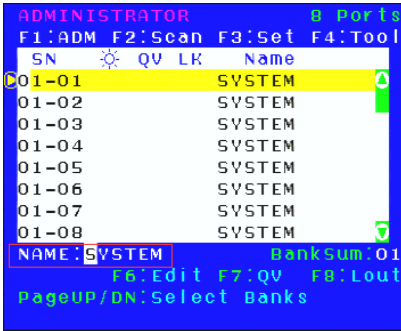 ADMINISTRATOR 8 Ports
F1:ADM F2:Scan F3:Set F4:Tool
SN QV LK Name
01-01 SYSTEM
01-02 SYSTEM
01-03 SYSTEM
01-04 SYSTEM
01-05 SYSTEM
01-06 SYSTEM
01-07 SYSTEM
01-08 SYSTEM
NAME:SYSTEM BankSum:01
F6:Edit F7:QV F8:Lout
PageUP/DN:Select Banks